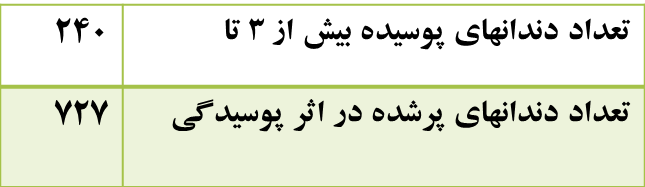 تعداد دندانهای پوسیده بیش از ۳ تا ۲۴۰
تعداد دندانهای پرشده در اثر پوسیدگی ۷۲۷